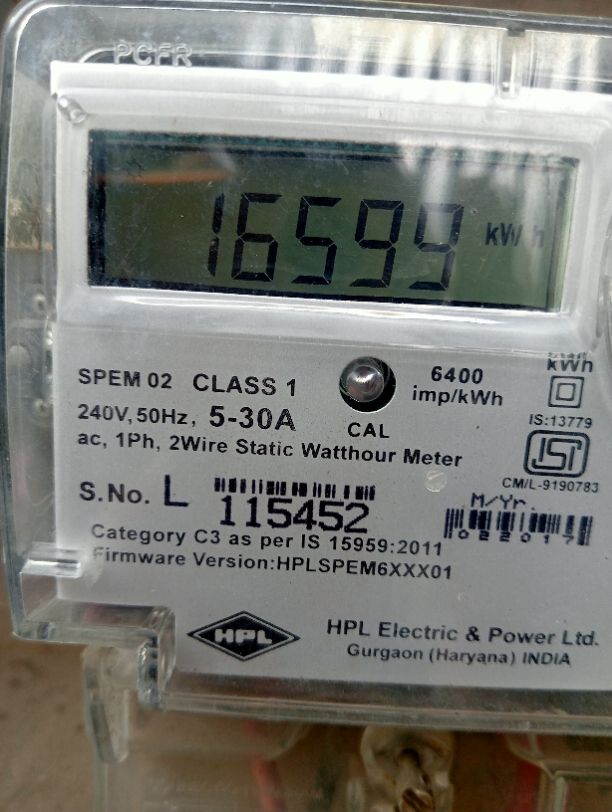 PCFR
16599 kWh
SPEM 02 CLASS 1
6400
imp/kWh
kWh
240V, 50Hz, 5-30A
CAL
IS:13779
ac, 1Ph, 2Wire Static Watthour Meter
ISI
CM/L-9190783
S.No. L 115452
M/Yr.
022017
Category C3 as per IS 15959:2011
Firmware Version:HPLSPEM6XXX01
HPL
HPL Electric & Power Ltd.
Gurgaon (Haryana) INDIA